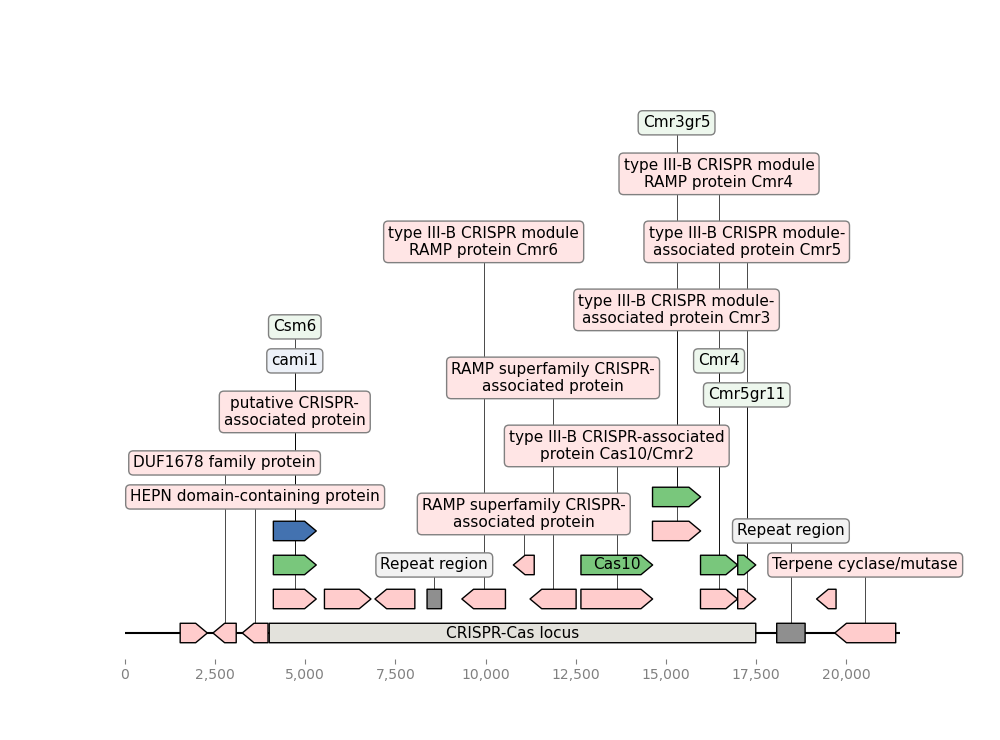 Cmr3gr5
type III-B CRISPR module
RAMP protein Cmr4
type III-B CRISPR module
RAMP protein Cmr6
type III-B CRISPR module-
associated protein Cmr5
type III-B CRISPR module-
associated protein Cmr3
Csm6
cami1
Cmr4
RAMP superfamily CRISPR-
associated protein
Cmr5gr11
putative CRISPR-
associated protein
type III-B CRISPR-associated
protein Cas10/Cmr2
DUF1678 family protein
HEPN domain-containing protein
RAMP superfamily CRISPR-
associated protein
Repeat region
Repeat region
Cas10
Terpene cyclase/mutase
CRISPR-Cas locus
0 2,500 5,000 7,500 10,000 12,500 15,000 17,500 20,000